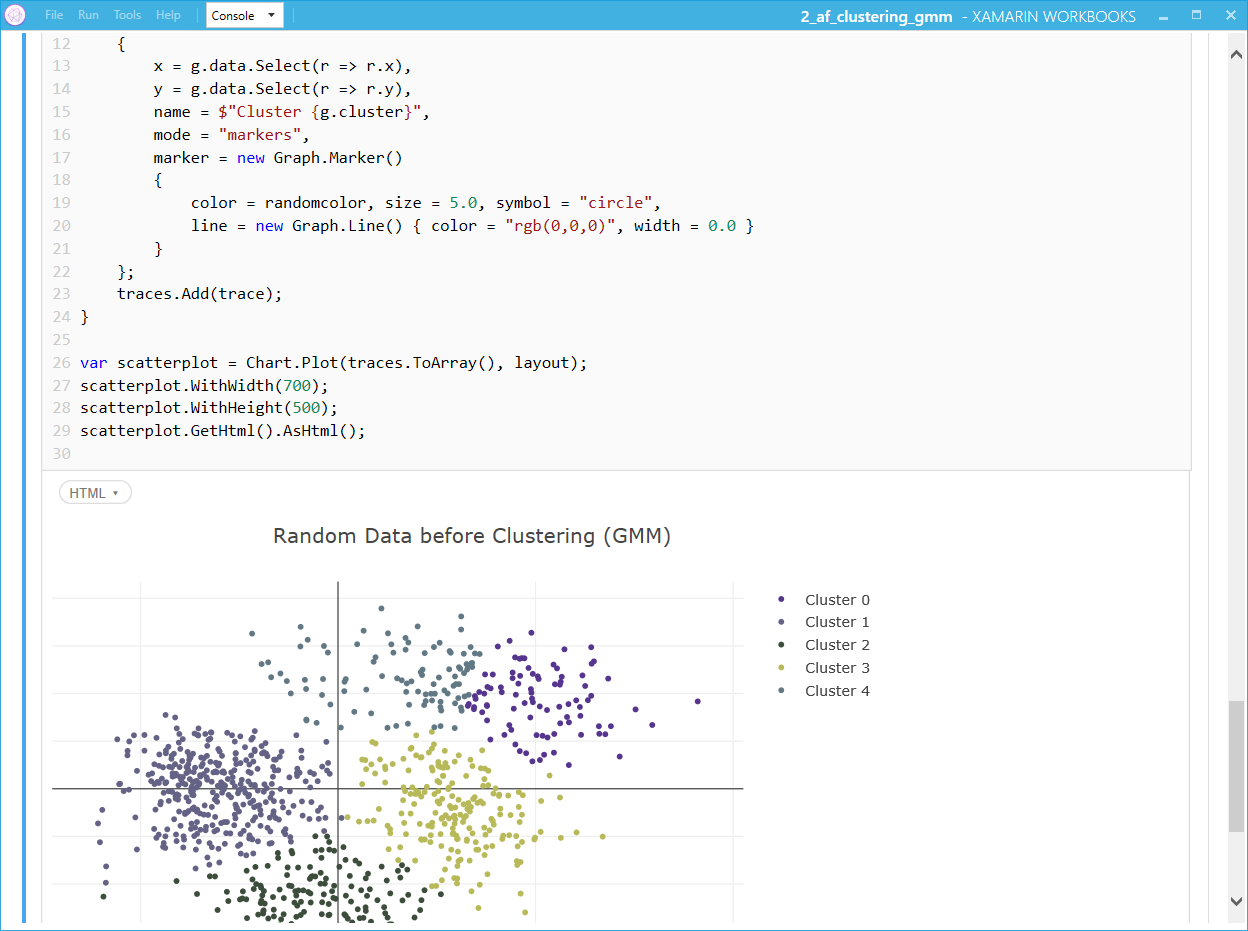 File Run Tools Help Console 2_af_clustering_gmm - XAMARIN WORKBOOKS
12 {
13 x = g.data.Select(r => r.x),
14 y = g.data.Select(r => r.y),
15 name = $"Cluster {g.cluster}",
16 mode = "markers",
17 marker = new Graph.Marker()
18 {
19 color = randomcolor, size = 5.0, symbol = "circle",
20 line = new Graph.Line() { color = "rgb(0,0,0)", width = 0.0 }
21 }
22 };
23 traces.Add(trace);
24 }
25
26 var scatterplot = Chart.Plot(traces.ToArray(), layout);
27 scatterplot.WithWidth(700);
28 scatterplot.WithHeight(500);
29 scatterplot.GetHtml().AsHtml();
30
HTML
Random Data before Clustering (GMM)
Cluster 0
Cluster 1
Cluster 2
Cluster 3
Cluster 4